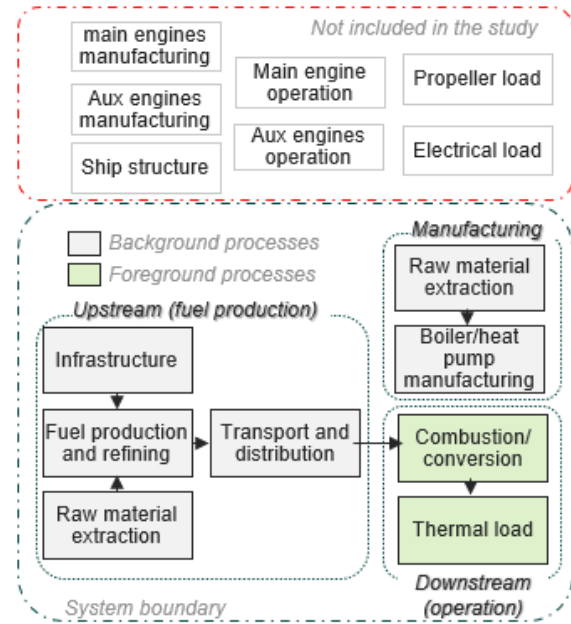 Not included in the study
main engines
manufacturing
Main engine
operation
Propeller load
Aux engines
manufacturing
Aux engines
operation
Electrical load
Ship structure
Background processes
Foreground processes
Manufacturing
Raw material
extraction
Boiler/heat
pump
manufacturing
Upstream (fuel production)
Infrastructure
Fuel production
and refining
Transport and
distribution
Raw material
extraction
Combustion/
conversion
Thermal load
Downstream
(operation)
System boundary